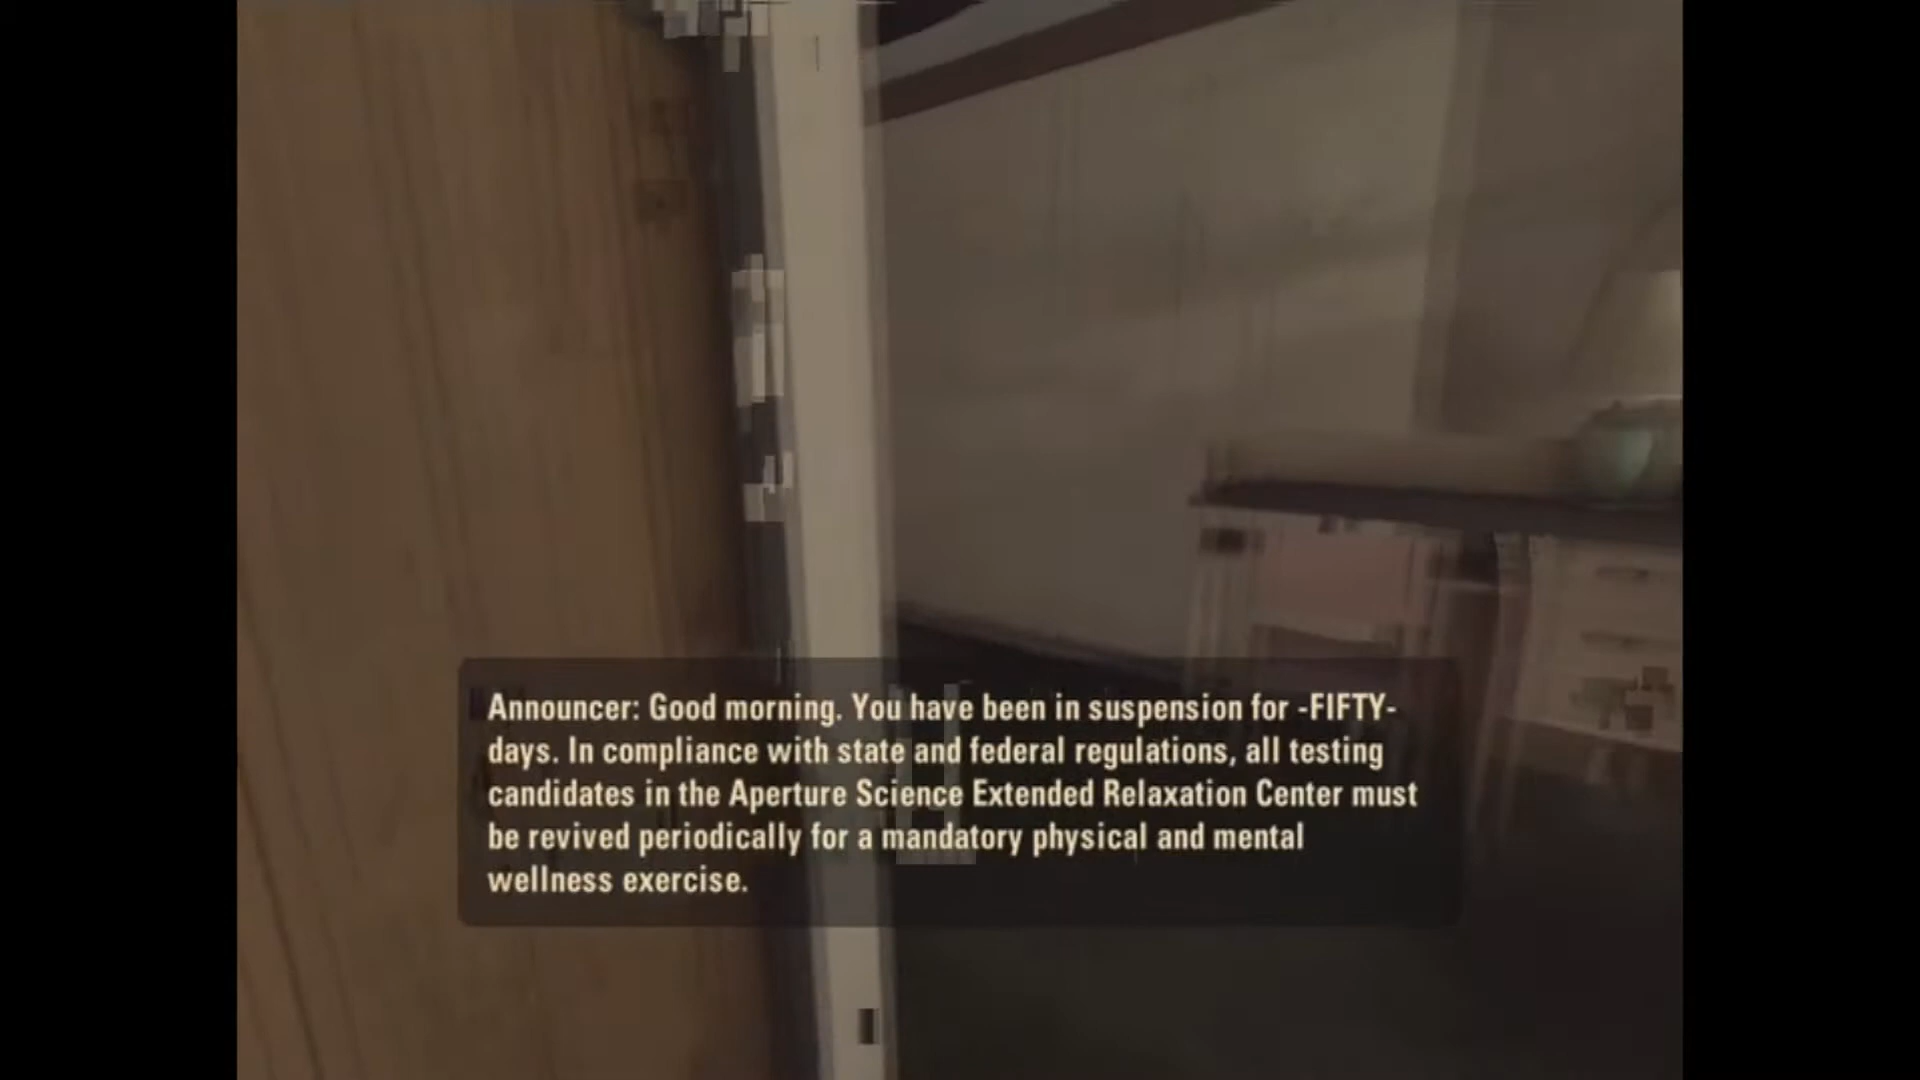 Announcer: Good morning. You have been in suspension for -FIFTY-
days. In compliance with state and federal regulations, all testing
candidates in the Aperture Science Extended Relaxation Center must
be revived periodically for a mandatory physical and mental
wellness exercise.